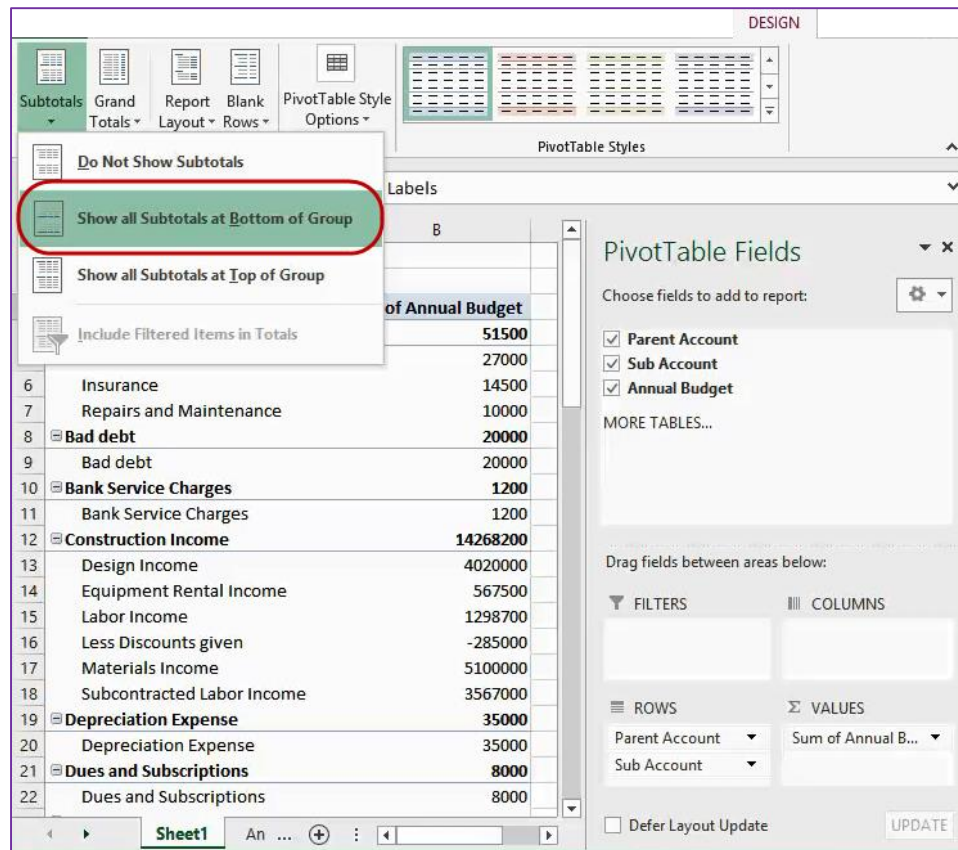 DESIGN
Subtotals Grand Totals Report Layout Blank Rows PivotTable Style Options
PivotTable Styles
Do Not Show Subtotals
Show all Subtotals at Bottom of Group
Show all Subtotals at Top of Group
Include Filtered Items in Totals
Labels
B
of Annual Budget
51500
27000
6 Insurance 14500
7 Repairs and Maintenance 10000
8 Bad debt 20000
9 Bad debt 20000
10 Bank Service Charges 1200
11 Bank Service Charges 1200
12 Construction Income 14268200
13 Design Income 4020000
14 Equipment Rental Income 567500
15 Labor Income 1298700
16 Less Discounts given -285000
17 Materials Income 5100000
18 Subcontracted Labor Income 3567000
19 Depreciation Expense 35000
20 Depreciation Expense 35000
21 Dues and Subscriptions 8000
22 Dues and Subscriptions 8000
Sheet1 An ...
PivotTable Fields
Choose fields to add to report:
Parent Account
Sub Account
Annual Budget
MORE TABLES...
Drag fields between areas below:
FILTERS COLUMNS
ROWS Σ VALUES
Parent Account Sum of Annual B...
Sub Account
Defer Layout Update UPDATE